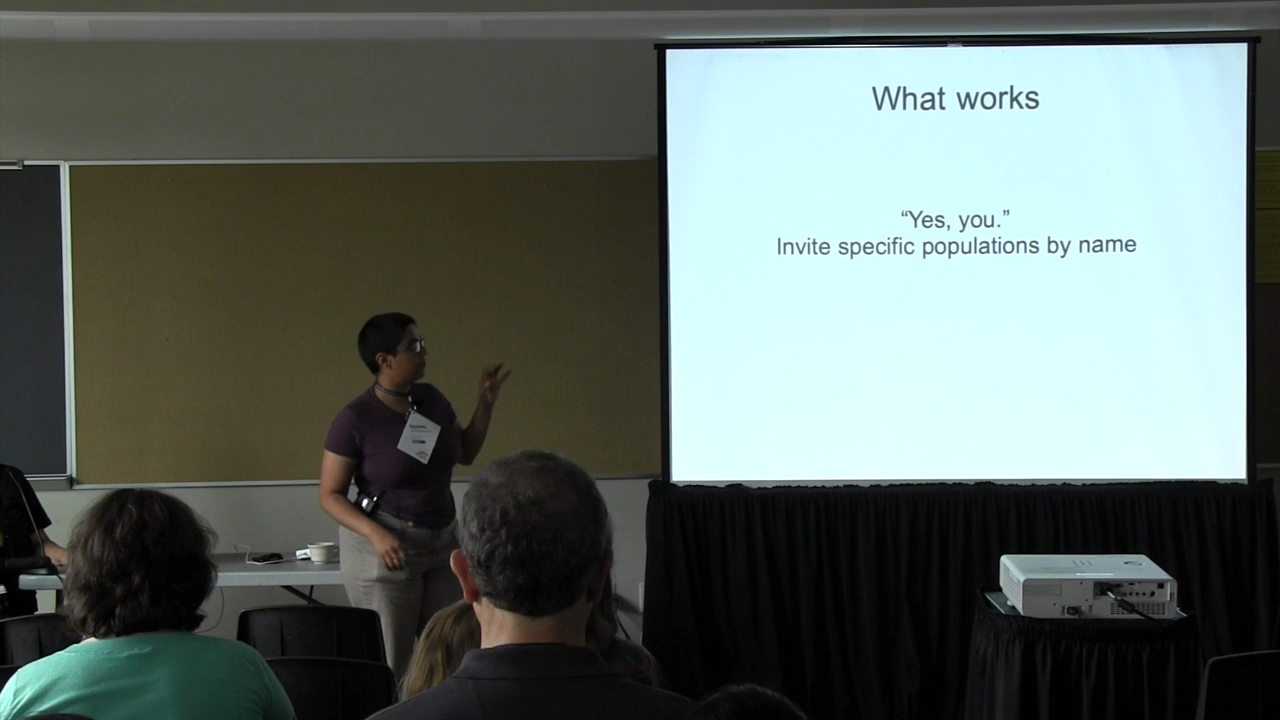 What works
“Yes, you.”
Invite specific populations by name